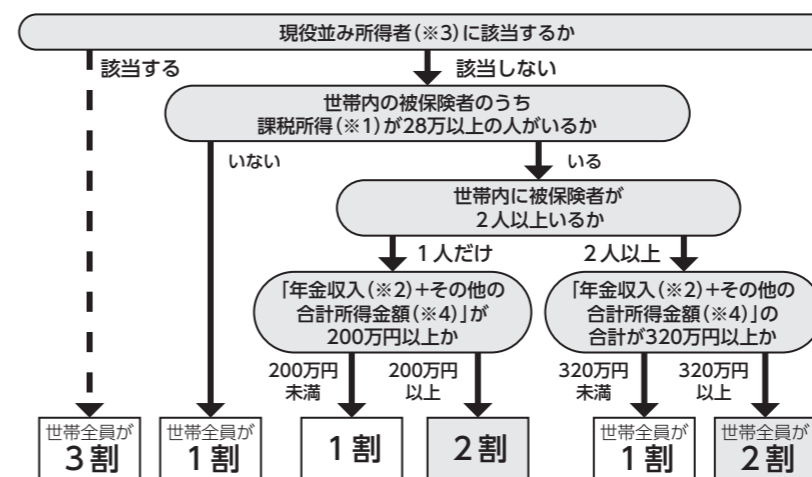 現役並み所得者(※3)に該当するか
該当する
該当しない
世帯内の被保険者のうち
課税所得(※1)が28万以上の人がいるか
いない
いる
世帯内に被保険者が
2人以上いるか
1人だけ
2人以上
「年金収入(※2)+その他の
合計所得金額(※4)」が
200万円以上か
「年金収入(※2)+その他の
合計所得金額(※4)」の
合計が320万円以上か
200万円
未満
200万円
以上
320万円
未満
320万円
以上
世帯全員が
3割
世帯全員が
1割
1割
2割
世帯全員が
1割
世帯全員が
2割